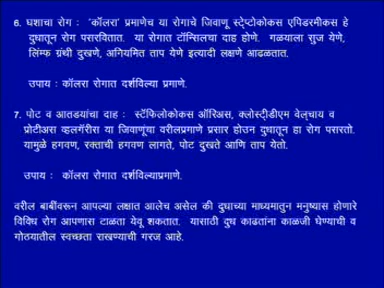 6. घशाचा रोग : 'कॉलरा' प्रमाणेच या रोगाचे जिवाणू स्ट्रेप्टोकोकस एपिडरमीकस हे
दुधातून रोग पसरवितात. या रोगात टॉन्सिलचा दाह होणे. गळयाला सुज येणे,
लिंम्फ ग्रंथी दुखणे, अनियमित ताप येणे इत्यादी लक्षणे आढळतात.
उपाय : कॉलरा रोगात दर्शविल्या प्रमाणे.
7. पोट व आतडयांचा दाह : स्टॅफिलोकोकस ऑरिअस, क्लोस्ट्रीडीएम वेल्चाय व
प्रोटीअस व्हलगॅरीस या जिवाणूंचा वरीलप्रमाणे प्रसार होउन दुधातून हा रोग पसरतो.
यामुळे हगवण, रक्ताची हगवण लागते, पोट दुखते आणि ताप येतो.
उपाय : कॉलरा रोगात दर्शविल्याप्रमाणे.
वरील बाबींवरून आपल्या लक्षात आलेच असेल की दुधाच्या माध्यमातुन मनुष्यास होणारे
विविध रोग आपणास टाळता येवू शकतात. यासाठी दुध काढतांना काळजी घेण्याची व
गोठयातील स्वच्छता राखण्याची गरज आहे.